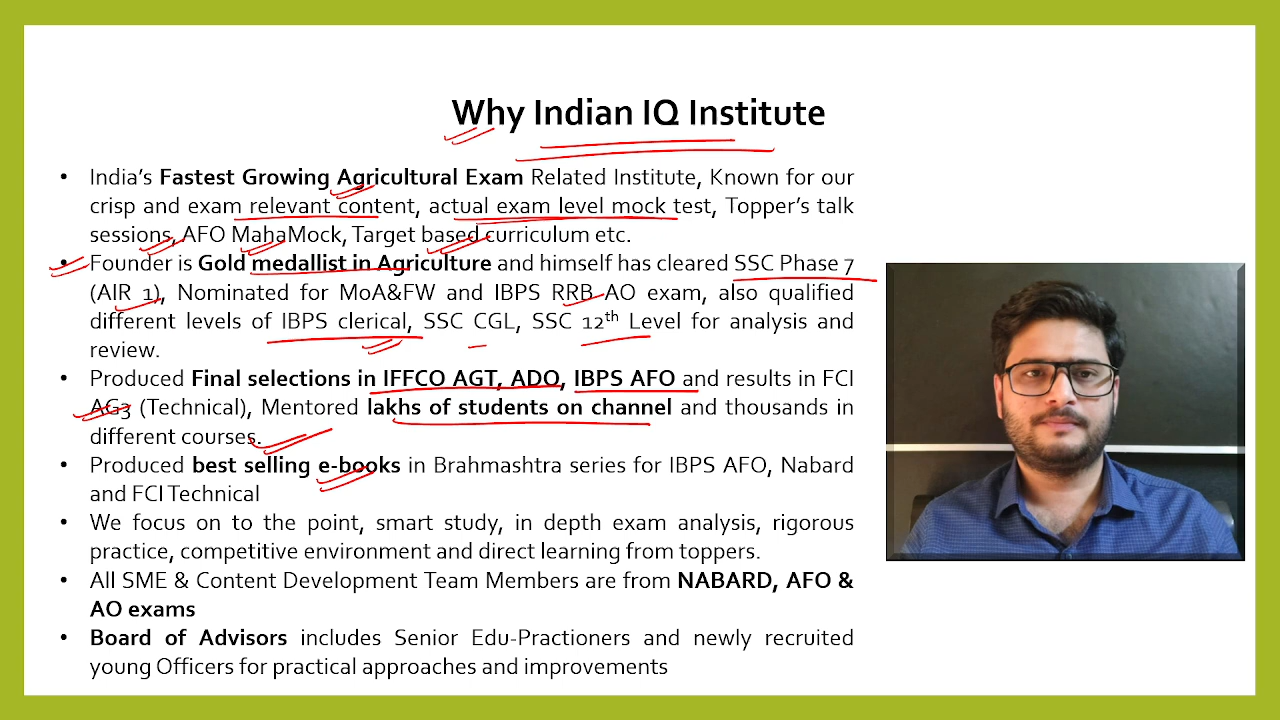 Why Indian IQ Institute
• India's Fastest Growing Agricultural Exam Related Institute, Known for our
crisp and exam relevant content, actual exam level mock test, Topper's talk
sessions, AFO MahaMock, Target based curriculum etc.
• Founder is Gold medallist in Agriculture and himself has cleared SSC Phase 7
(AIR 1), Nominated for MoA&FW and IBPS RRB AO exam, also qualified
different levels of IBPS clerical, SSC CGL, SSC 12th Level for analysis and
review.
• Produced Final selections in IFFCO AGT, ADO, IBPS AFO and results in FCI
AG3 (Technical), Mentored lakhs of students on channel and thousands in
different courses.
• Produced best selling e-books in Brahmashtra series for IBPS AFO, Nabard
and FCI Technical
• We focus on to the point, smart study, in depth exam analysis, rigorous
practice, competitive environment and direct learning from toppers.
• All SME & Content Development Team Members are from NABARD, AFO &
AO exams
• Board of Advisors includes Senior Edu-Practioners and newly recruited
young Officers for practical approaches and improvements